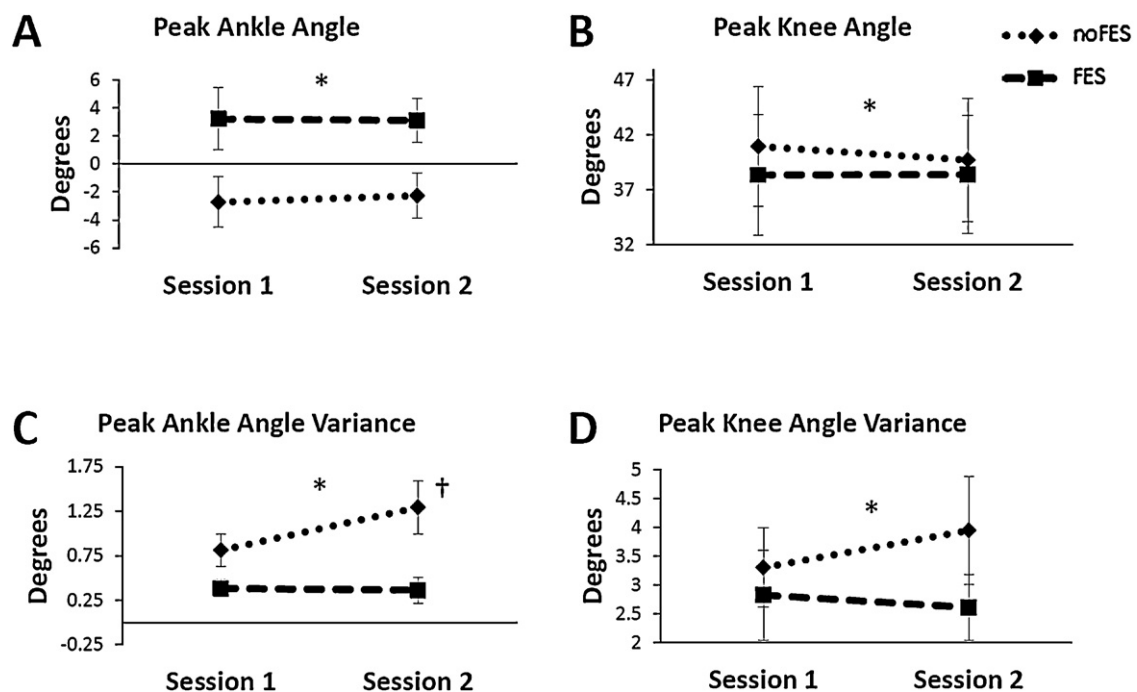 A
Peak Ankle Angle
Degrees
6
4
2
0
-2
-4
-6
*
Session 1
Session 2
B
Peak Knee Angle
noFES
FES
Degrees
47
42
37
32
*
Session 1
Session 2
C
Peak Ankle Angle Variance
Degrees
1.75
1.25
0.75
0.25
-0.25
*
†
Session 1
Session 2
D
Peak Knee Angle Variance
Degrees
5
4.5
4
3.5
3
2.5
2
*
Session 1
Session 2